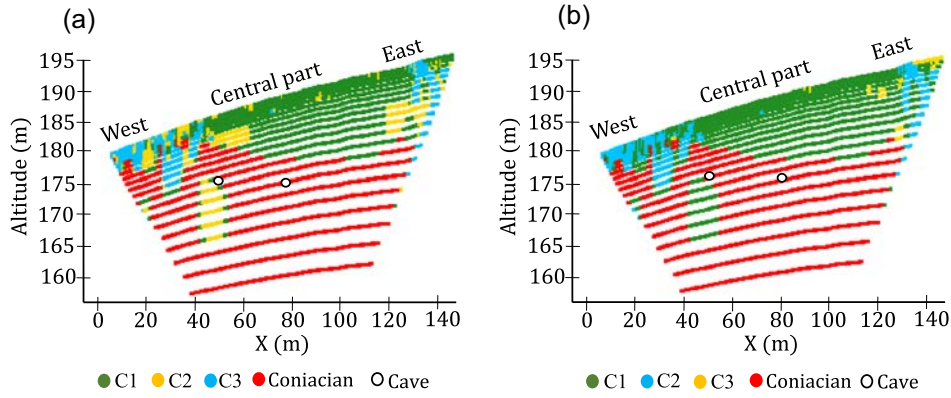 (a)
195
190
185
180
175
170
165
160
Altitude (m)
West
Central part
East
0 20 40 60 80 100 120 140
X (m)
C1 C2 C3 Coniacian Cave
(b)
195
190
185
180
175
170
165
160
Altitude (m)
West
Central part
East
0 20 40 60 80 100 120 140
X (m)
C1 C2 C3 Coniacian Cave